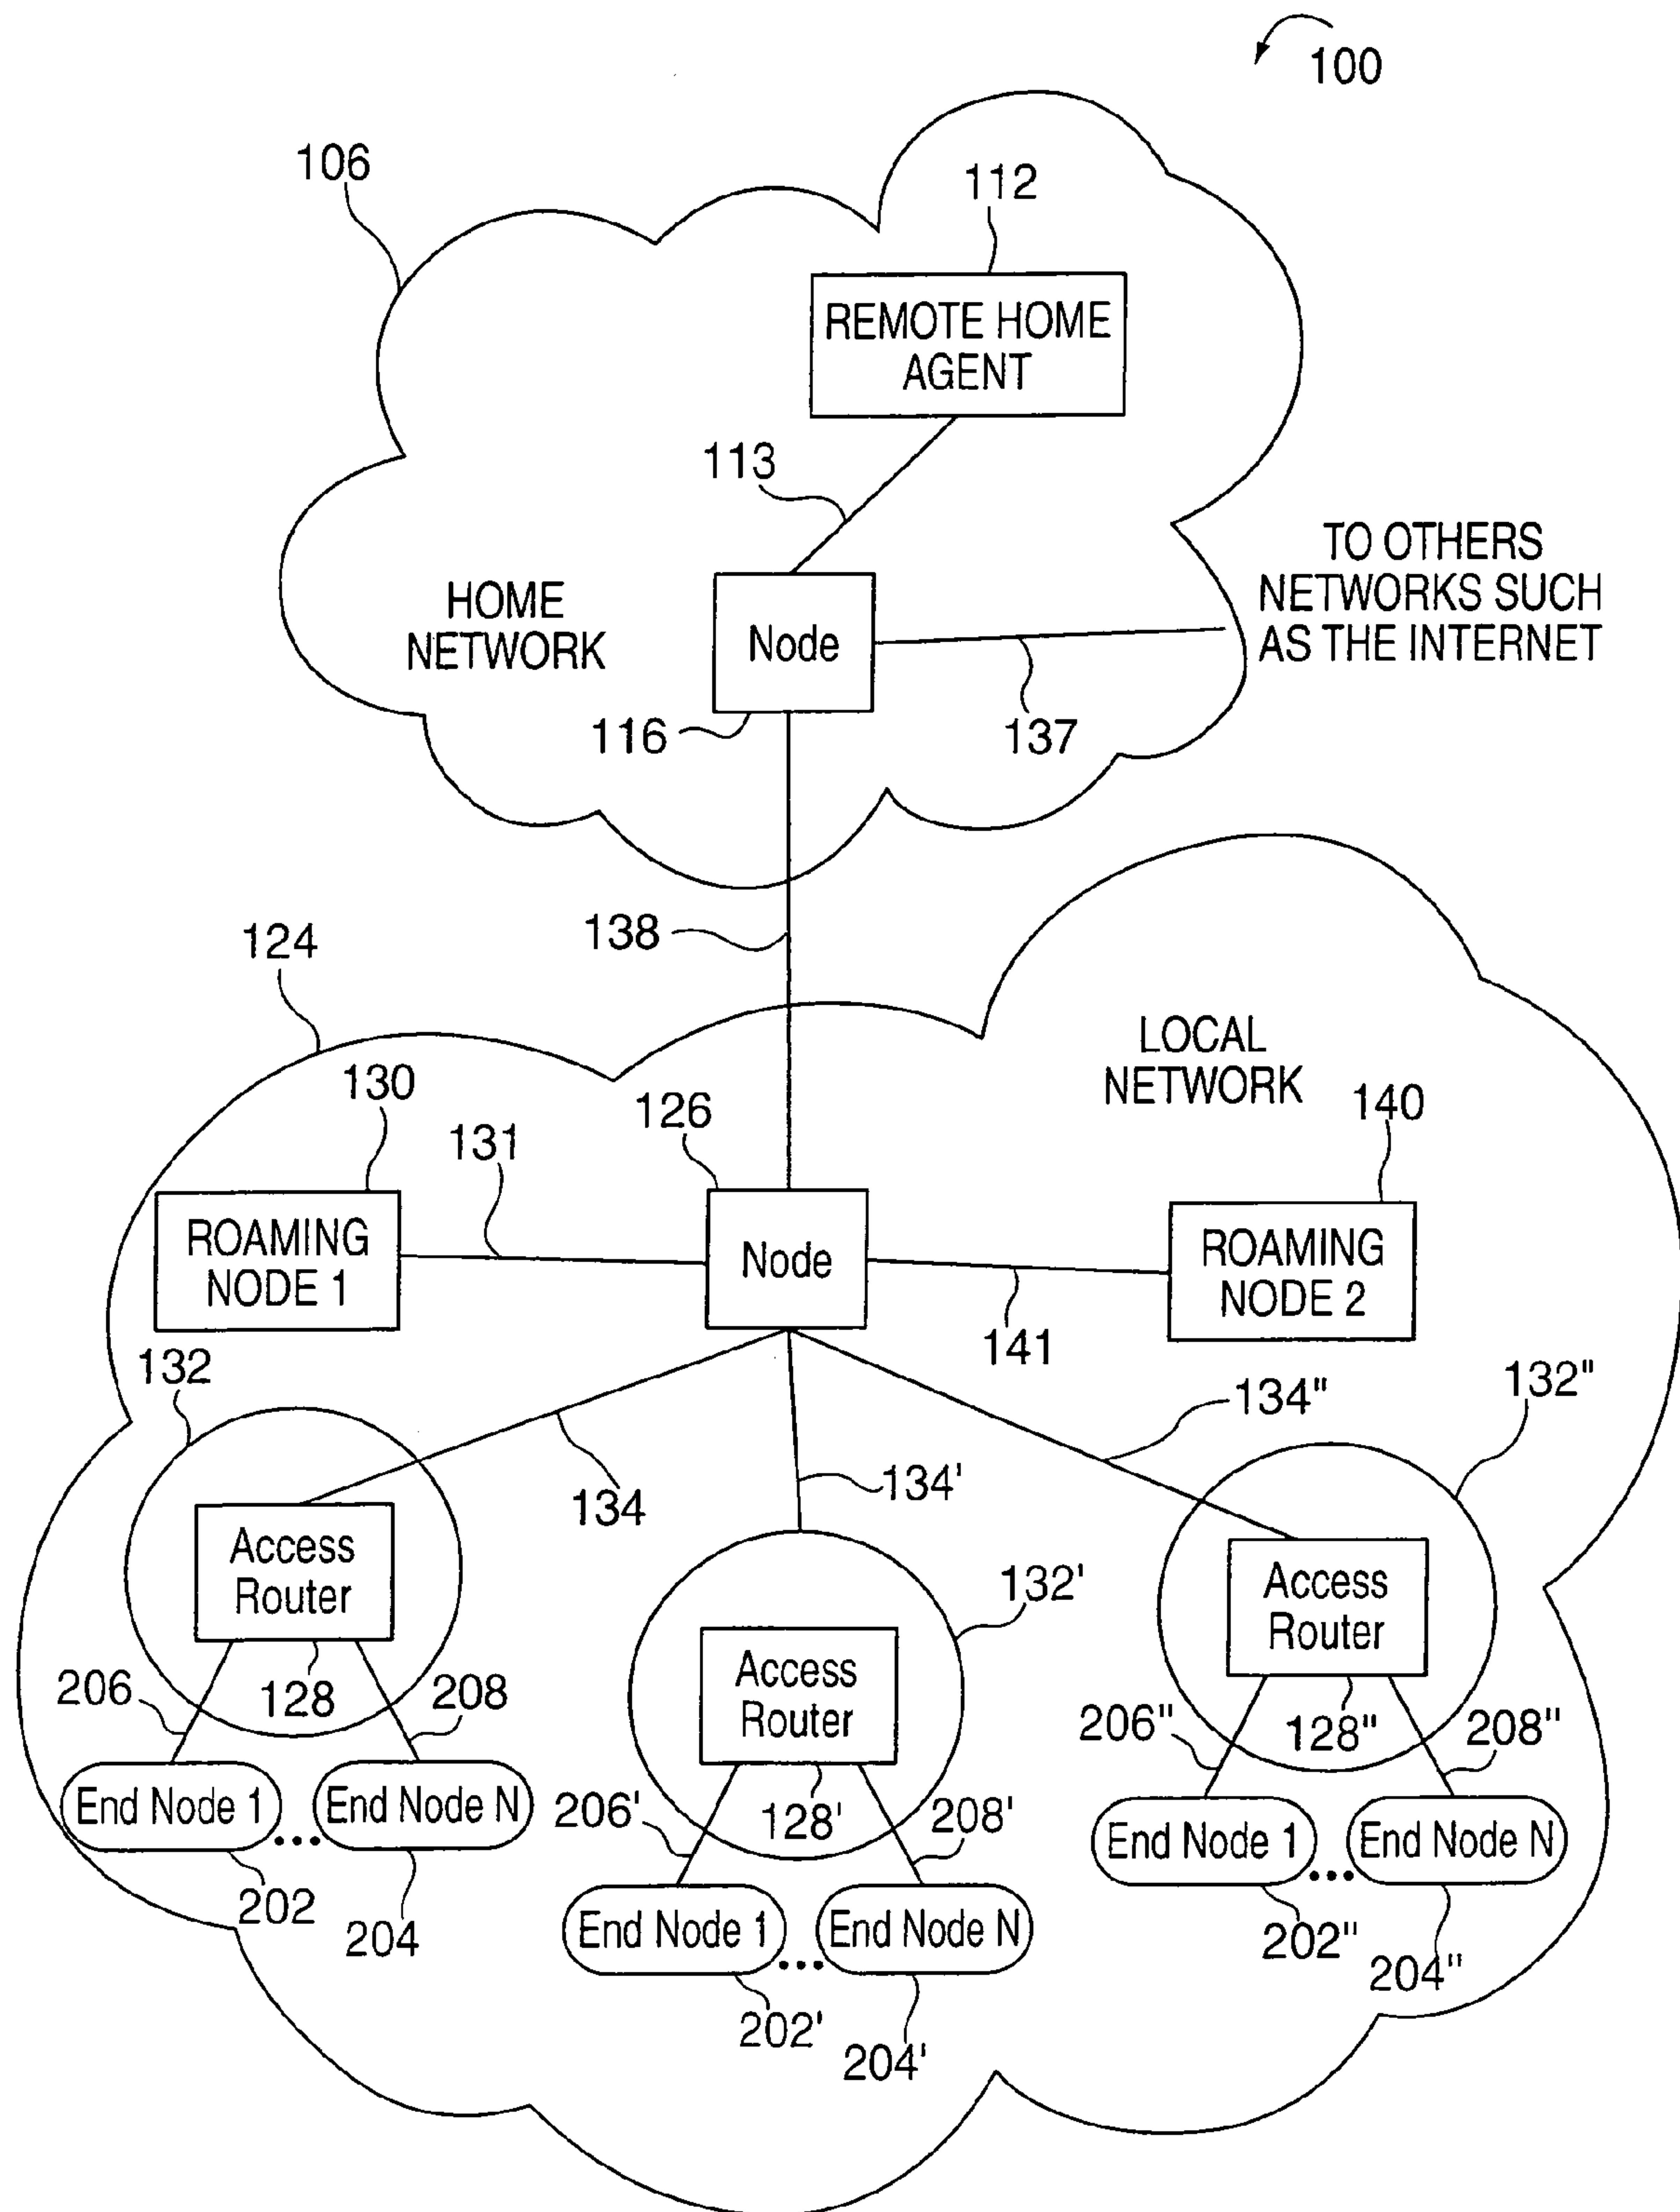 100
106
112
REMOTE HOME
AGENT
113
HOME
NETWORK
Node
TO OTHERS
NETWORKS SUCH
AS THE INTERNET
116
137
138
124
LOCAL
NETWORK
130
131
126
140
ROAMING
NODE 1
Node
ROAMING
NODE 2
141
132
134
134'
134"
132"
Access
Router
132'
Access
Router
Access
Router
206
128
208
206'
128'
208'
206"
128"
208"
End Node 1
...
End Node N
202
204
End Node 1
...
End Node N
202'
204'
End Node 1
...
End Node N
202"
204"